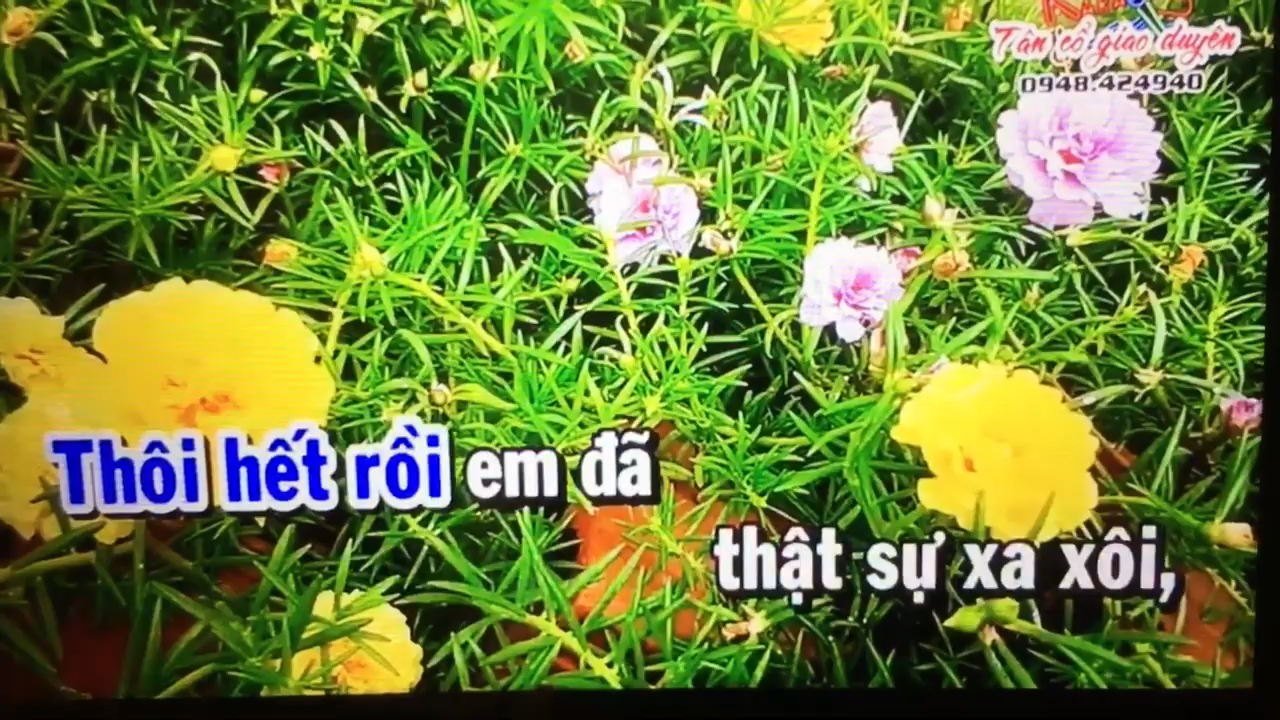 Tân cổ giao duyên
0948.424940
Thôi hết rồi em đã
thật sự xa xôi,